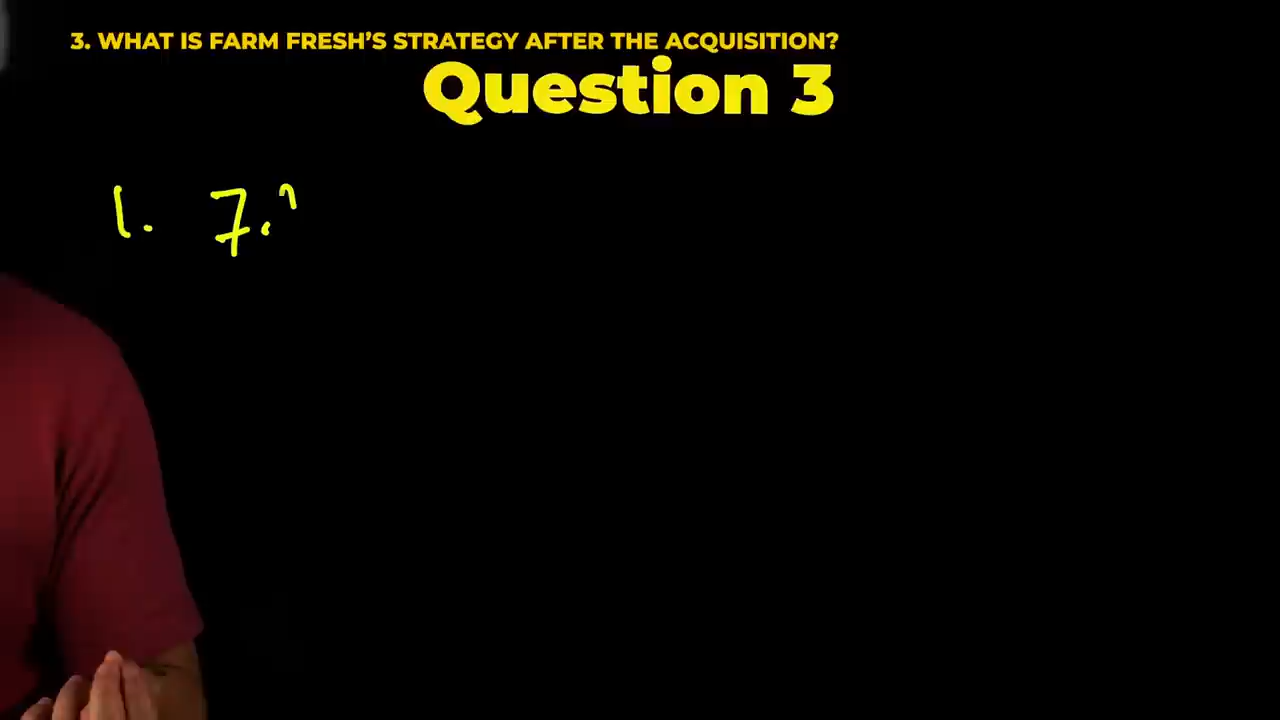 3. WHAT IS FARM FRESH'S STRATEGY AFTER THE ACQUISITION?
Question 3
1. 7.